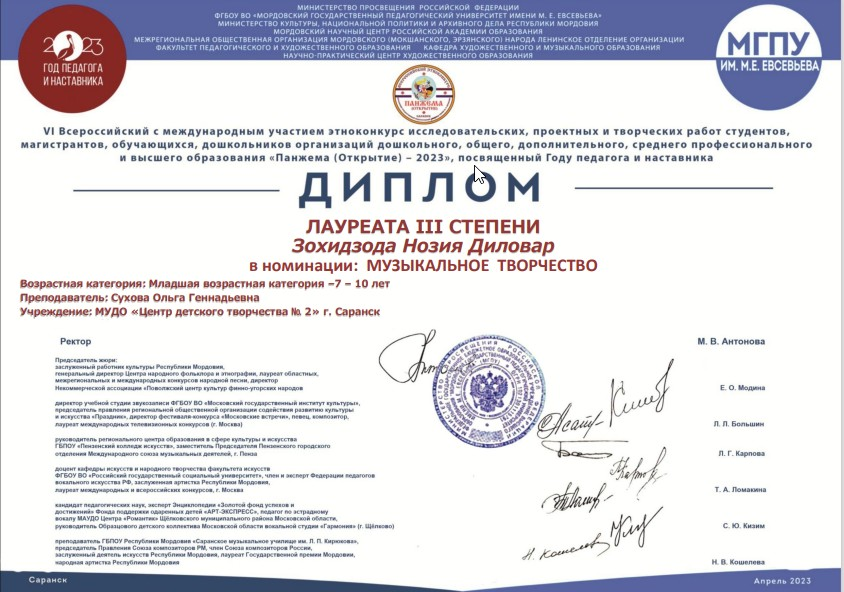 МИНИСТЕРСТВО ПРОСВЕЩЕНИЯ РОССИЙСКОЙ ФЕДЕРАЦИИ
ФГБОУ ВО «МОРДОВСКИЙ ГОСУДАРСТВЕННЫЙ ПЕДАГОГИЧЕСКИЙ УНИВЕРСИТЕТ ИМЕНИ М. Е. ЕВСЕВЬЕВА»
МИНИСТЕРСТВО КУЛЬТУРЫ, НАЦИОНАЛЬНОЙ ПОЛИТИКИ И АРХИВНОГО ДЕЛА РЕСПУБЛИКИ МОРДОВИЯ
МОРДОВСКИЙ НАУЧНЫЙ ЦЕНТР РОССИЙСКОЙ АКАДЕМИИ ОБРАЗОВАНИЯ
МЕЖРЕГИОНАЛЬНАЯ ОБЩЕСТВЕННАЯ ОРГАНИЗАЦИЯ МОРДОВСКОГО (МОКШАНСКОГО, ЭРЗЯНСКОГО) НАРОДА ЛЕНИНСКОЕ ОТДЕЛЕНИЕ ОРГАНИЗАЦИИ
ФАКУЛЬТЕТ ПЕДАГОГИЧЕСКОГО И ХУДОЖЕСТВЕННОГО ОБРАЗОВАНИЯ КАФЕДРА ХУДОЖЕСТВЕННОГО И МУЗЫКАЛЬНОГО ОБРАЗОВАНИЯ
НАУЧНО-ПРАКТИЧЕСКИЙ ЦЕНТР ХУДОЖЕСТВЕННОГО ОБРАЗОВАНИЯ
2023
ГОД ПЕДАГОГА
И НАСТАВНИКА
МГПУ
ИМ. М.Е. ЕВСЕВЬЕВА
ПАНЖЕМА
VI Всероссийский с международным участием этноконкурс исследовательских, проектных и творческих работ студентов,
магистрантов, обучающихся, дошкольников организаций дошкольного, общего, дополнительного, среднего профессионального
и высшего образования «Панжема (Открытие) – 2023», посвященный Году педагога и наставника
ДИПЛОМ
ЛАУРЕАТА III СТЕПЕНИ
Зохидзода Нозия Диловар
в номинации: МУЗЫКАЛЬНОЕ ТВОРЧЕСТВО
Возрастная категория: Младшая возрастная категория –7 – 10 лет
Преподаватель: Сухова Ольга Геннадьевна
Учреждение: МУДО «Центр детского творчества № 2» г. Саранск
Ректор
М. В. Антонова
Председатель жюри:
заслуженный работник культуры Республики Мордовия,
генеральный директор Центра народного фольклора и этнографии, лауреат областных,
межрегиональных и международных конкурсов народной песни, директор
Некоммерческой ассоциации «Поволжский центр культур финно-угорских народов
Е. О. Модина
директор учебной студии звукозаписи ФГБОУ ВО «Московский государственный институт культуры»,
председатель правления региональной общественной организации содействия развитию культуры
и искусства «Праздник», директор фестиваля-конкурса «Московские встречи», певец, композитор,
лауреат международных телевизионных конкурсов (г. Москва)
Л. Л. Большин
руководитель регионального центра образования в сфере культуры и искусства
ГБПОУ «Пензенский колледж искусств», заместитель Председателя Пензенского городского
отделения Международного союза музыкальных деятелей, г. Пенза
Л. Г. Карпова
доцент кафедры искусств и народного творчества факультета искусств
ФГБОУ ВО «Российский государственный социальный университет», член и эксперт Федерации педагогов
вокального искусства РФ, заслуженная артистка Республики Мордовия,
лауреат международных и всероссийских конкурсов, г. Москва
Т. А. Ломакина
кандидат педагогических наук, эксперт Энциклопедии «Золотой фонд успехов и
достижений» Фонда поддержки одаренных детей «АРТ-ЭКСПРЕСС», педагог по эстрадному
вокалу МАУДО Центра «Романтик» Щёлковского муниципального района Московской области,
руководитель Образцового детского коллектива Московской области вокальной студии «Гармония» (г. Щёлково)
С. Ю. Кизим
преподаватель ГБПОУ Республики Мордовия «Саранское музыкальное училище им. Л. П. Кирюкова»,
председатель Правления Союза композиторов РМ, член Союза композиторов России,
заслуженный деятель искусств Республики Мордовия, лауреат Государственной премии Мордовии,
народная артистка Республики Мордовия
Н. В. Кошелева
Саранск
Апрель 2023